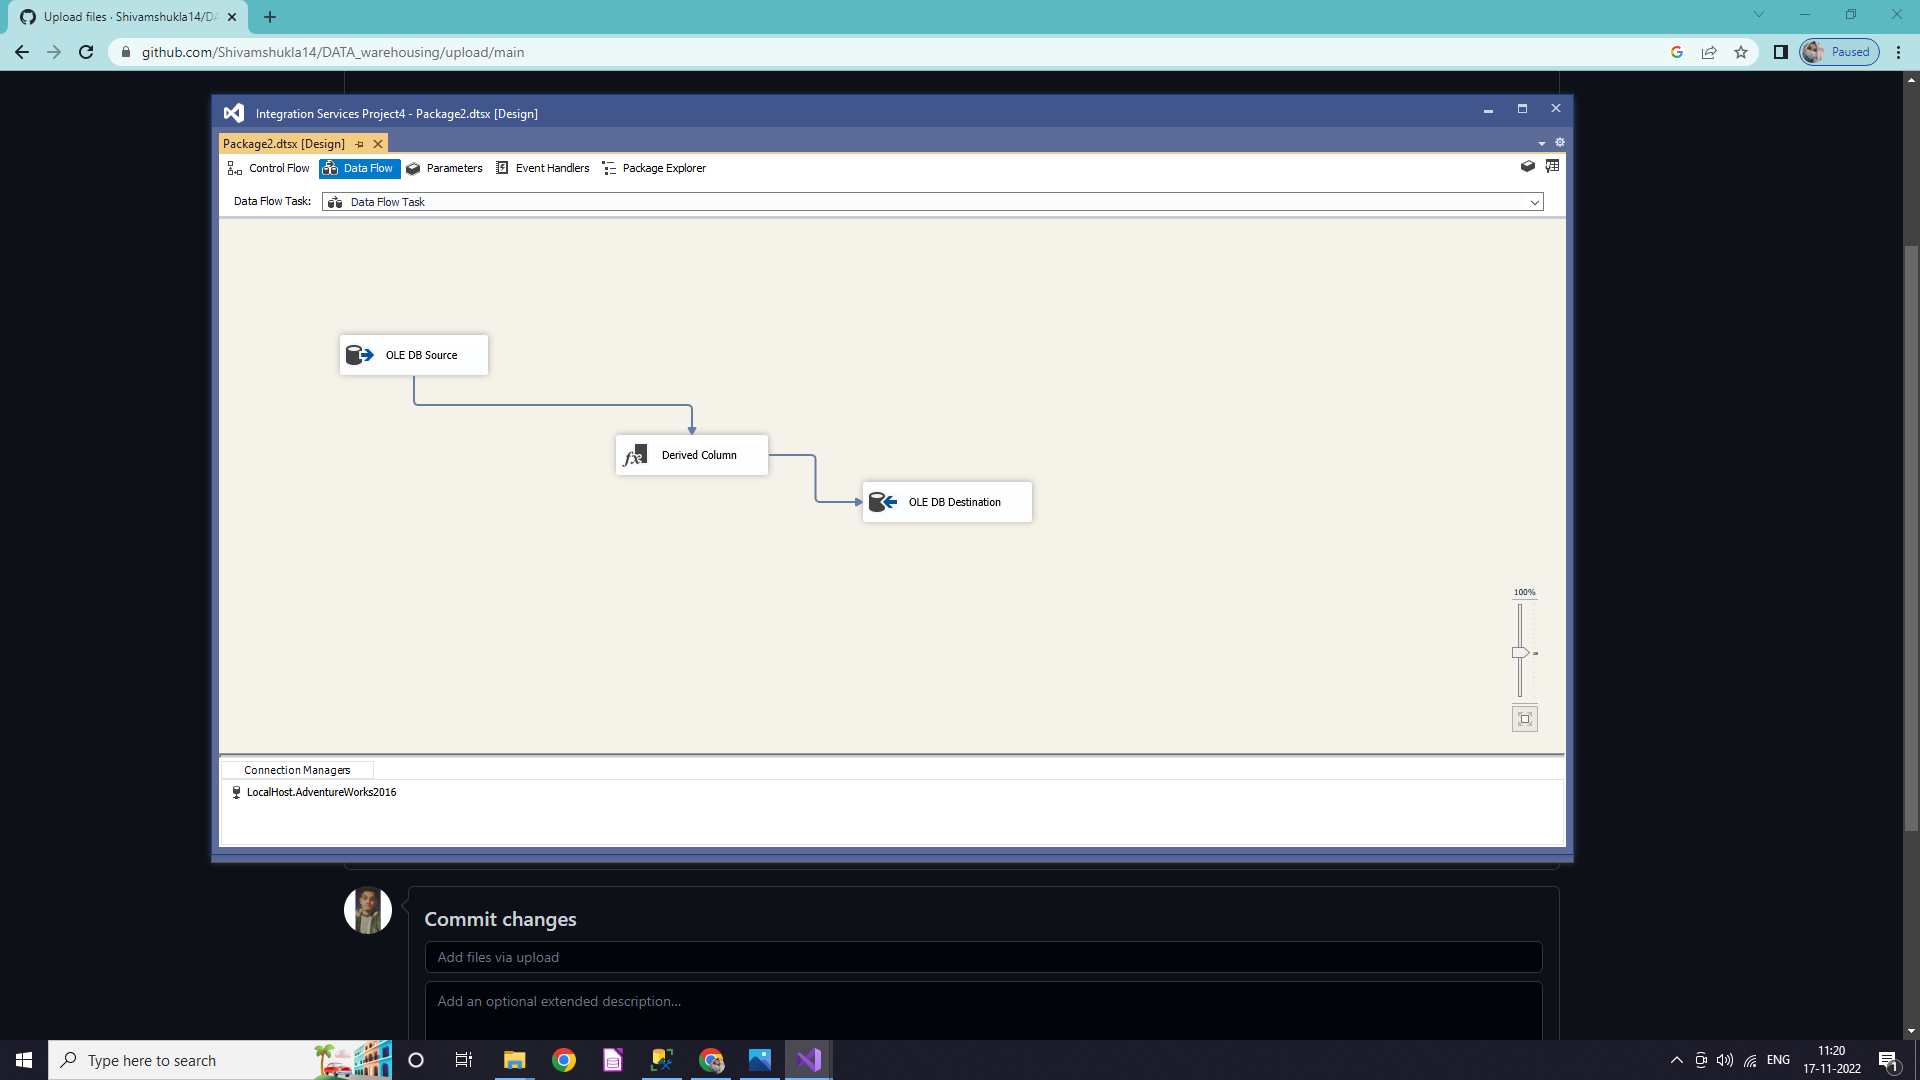 Upload files · Shivamshukla14/DA
github.com/Shivamshukla14/DATA_warehousing/upload/main
Paused
Integration Services Project4 - Package2.dtsx [Design]
Package2.dtsx [Design]
Control Flow
Data Flow
Parameters
Event Handlers
Package Explorer
Data Flow Task:
Data Flow Task
OLE DB Source
Derived Column
OLE DB Destination
100%
Connection Managers
LocalHost.AdventureWorks2016
Commit changes
Add files via upload
Add an optional extended description...
Type here to search
ENG
11:20
17-11-2022
1